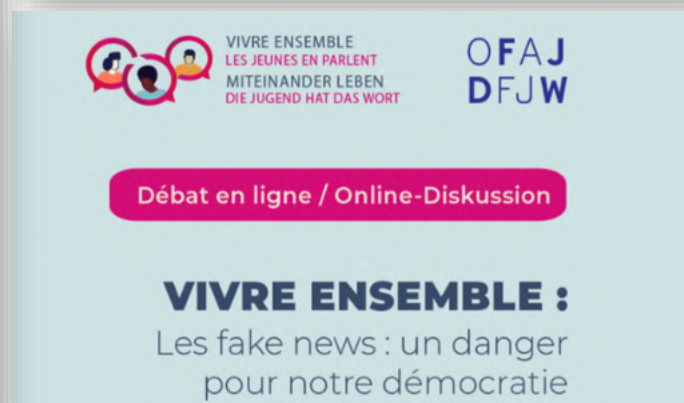 VIVRE ENSEMBLE
LES JEUNES EN PARLENT
MITEINANDER LEBEN
DIE JUGEND HAT DAS WORT
OFAJ
DFJW
Débat en ligne / Online-Diskussion
VIVRE ENSEMBLE :
Les fake news : un danger
pour notre démocratie